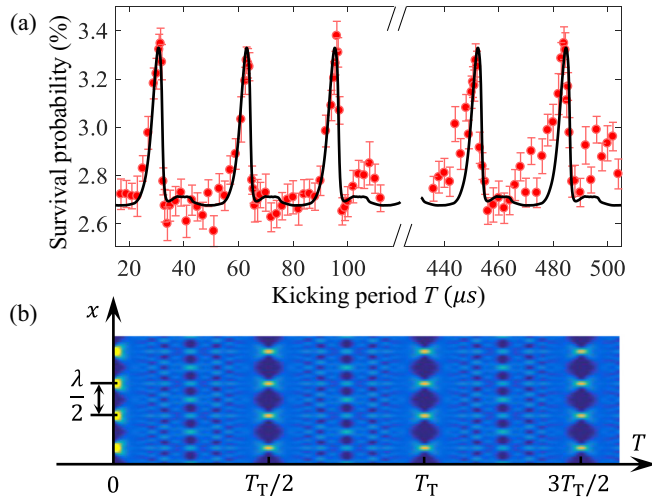 (a)
Survival probability (%)
3.4
3.2
3.0
2.8
2.6
20 40 60 80 100 440 460 480 500
Kicking period T (μs)
(b)
x
λ
2
T
0 T_T/2 T_T 3T_T/2